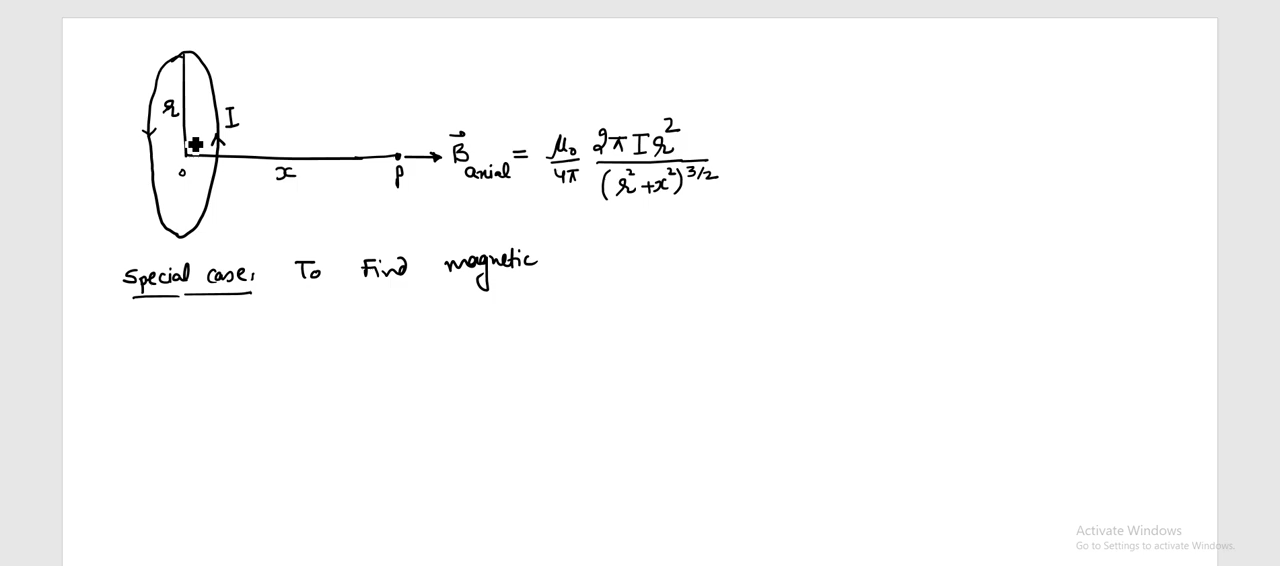 r
I
o
x
P
B⃗axial = μ₀/4π 2πIr²/(r²+x²)^3/2
Special case, To Find magnetic
Activate Windows
Go to Settings to activate Windows.